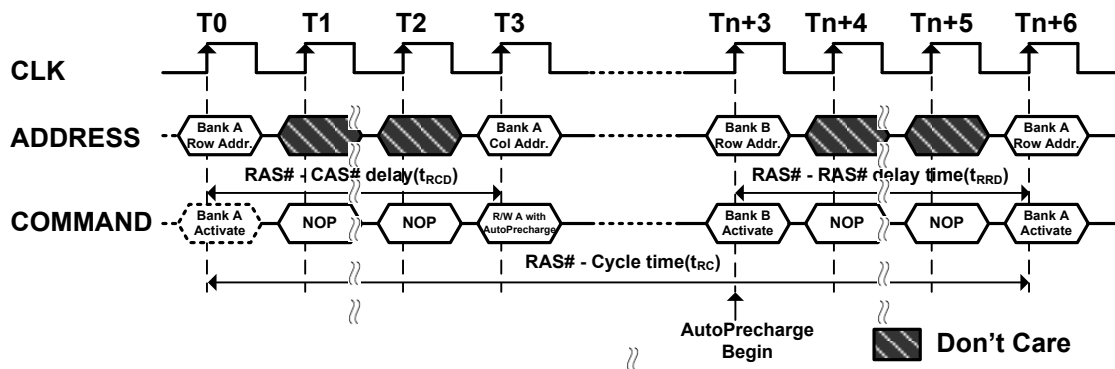 T0 T1 T2 T3 Tn+3 Tn+4 Tn+5 Tn+6
CLK
ADDRESS
Bank A
Row Addr.
Bank A
Col Addr.
Bank B
Row Addr.
Bank A
Row Addr.
RAS# - CAS# delay(tRCD)
RAS# - RAS# delay time(tRRD)
COMMAND
Bank A
Activate
NOP
NOP
R/W A with
AutoPrecharge
Bank B
Activate
NOP
NOP
Bank A
Activate
RAS# - Cycle time(tRC)
AutoPrecharge
Begin
Don't Care